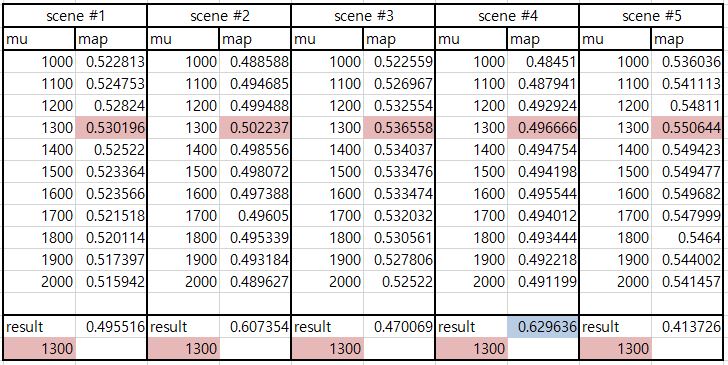 scene #1 scene #2 scene #3 scene #4 scene #5
mu map mu map mu map mu map mu map
1000 0.522813 1000 0.488588 1000 0.522559 1000 0.48451 1000 0.536036
1100 0.524753 1100 0.494685 1100 0.526967 1100 0.487941 1100 0.541113
1200 0.52824 1200 0.499488 1200 0.532554 1200 0.492924 1200 0.54811
1300 0.530196 1300 0.502237 1300 0.536558 1300 0.496666 1300 0.550644
1400 0.52522 1400 0.498556 1400 0.534037 1400 0.494754 1400 0.549423
1500 0.523364 1500 0.498072 1500 0.533476 1500 0.494198 1500 0.549477
1600 0.523566 1600 0.497388 1600 0.533474 1600 0.495544 1600 0.549682
1700 0.521518 1700 0.49605 1700 0.532032 1700 0.494012 1700 0.547999
1800 0.520114 1800 0.495339 1800 0.530561 1800 0.493444 1800 0.5464
1900 0.517397 1900 0.493184 1900 0.527806 1900 0.492218 1900 0.544002
2000 0.515942 2000 0.489627 2000 0.52522 2000 0.491199 2000 0.541457
result 0.495516 result 0.607354 result 0.470069 result 0.629636 result 0.413726
1300 1300 1300 1300 1300